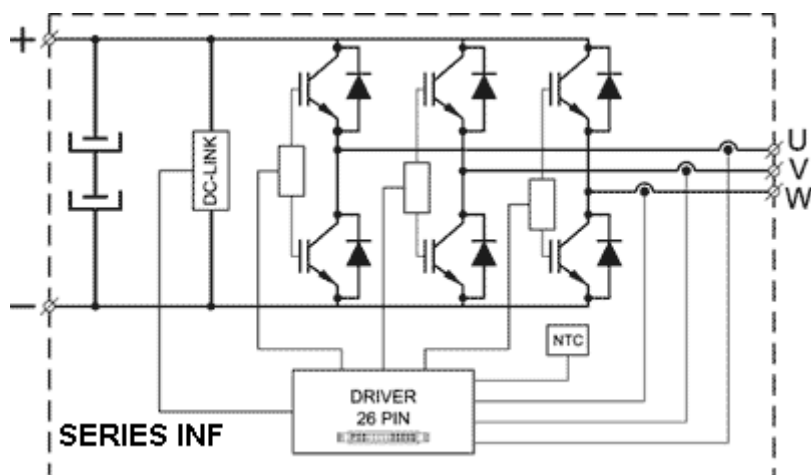 +
U
V
W
DC-LINK
−
NTC
DRIVER
26 PIN
SERIES INF